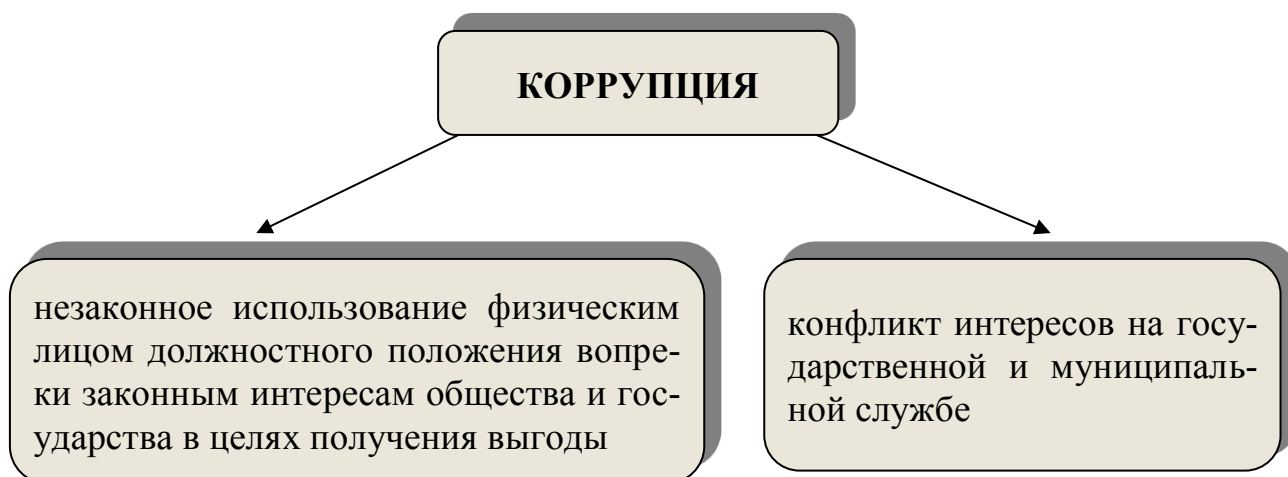 КОРРУПЦИЯ
незаконное использование физическим
лицом должностного положения вопре-
ки законным интересам общества и гос-
ударства в целях получения выгоды
конфликт интересов на госу-
дарственной и муниципаль-
ной службе